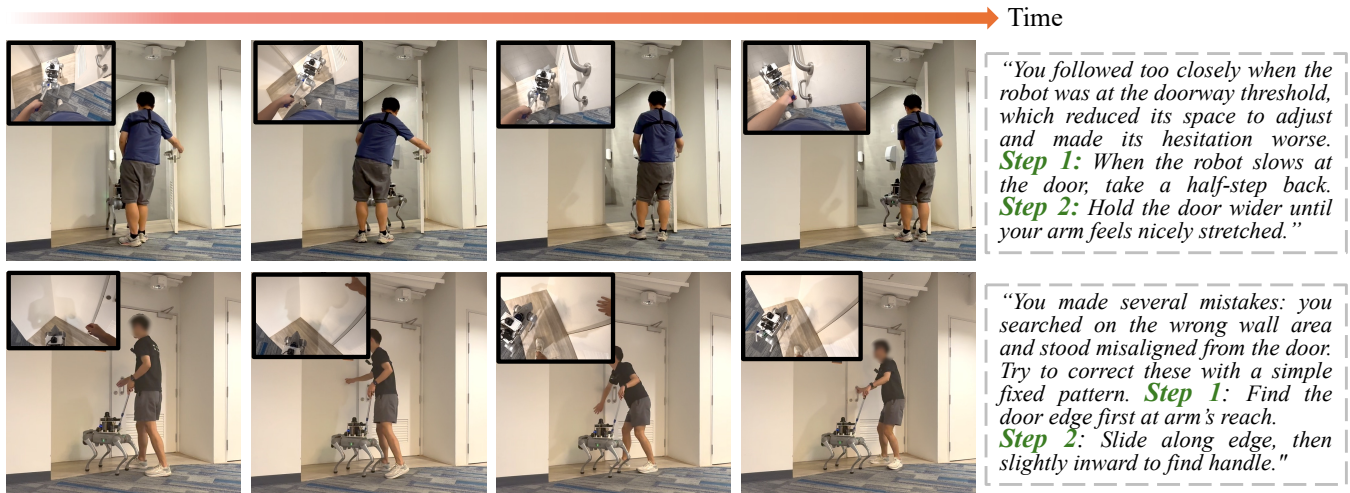 Time
“You followed too closely when the
robot was at the doorway threshold,
which reduced its space to adjust
and made its hesitation worse.
Step 1: When the robot slows at
the door, take a half-step back.
Step 2: Hold the door wider until
your arm feels nicely stretched.”
“You made several mistakes: you
searched on the wrong wall area
and stood misaligned from the door.
Try to correct these with a simple
fixed pattern. Step 1: Find the
door edge first at arm’s reach.
Step 2: Slide along edge, then
slightly inward to find handle."